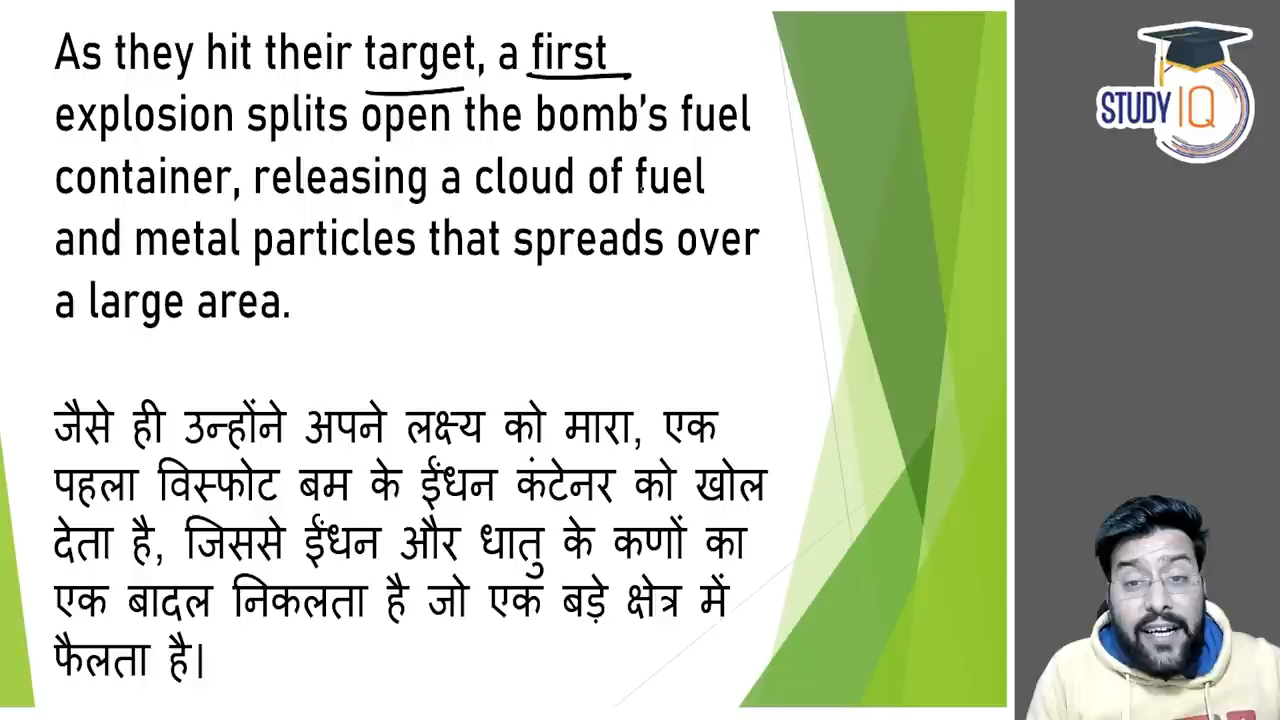 As they hit their target, a first
explosion splits open the bomb's fuel
container, releasing a cloud of fuel
and metal particles that spreads over
a large area.
जैसे ही उन्होंने अपने लक्ष्य को मारा, एक
पहला विस्फोट बम के ईंधन कंटेनर को खोल
देता है, जिससे ईंधन और धातु के कणों का
एक बादल निकलता है जो एक बड़े क्षेत्र में
फैलता है।
STUDY IQ